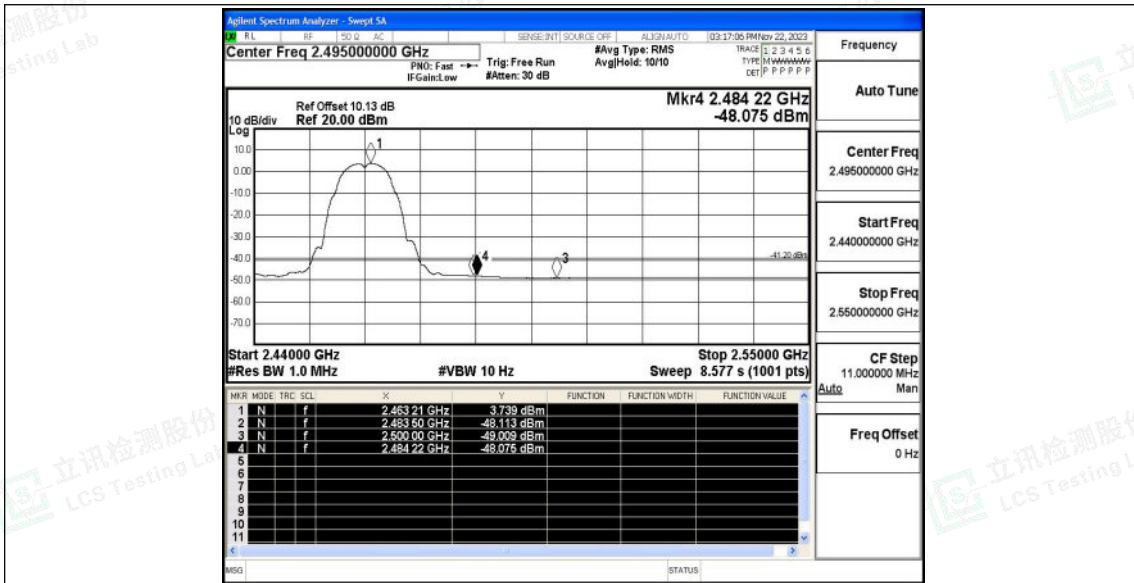 Agilent Spectrum Analyzer - Swept SA
RL RF 50 Ω AC SENSE:INT SOURCE OFF ALIGNAUTO 03:17:06 PM Nov 22, 2023
Center Freq 2.495000000 GHz
PNO: Fast
IFGain:Low
Trig: Free Run
#Atten: 30 dB
#Avg Type: RMS
Avg|Hold: 10/10
TRACE 1 2 3 4 5 6
TYPE M W W W W W
DET P P P P P P
Mkr4 2.484 22 GHz
-48.075 dBm
Ref Offset 10.13 dB
Ref 20.00 dBm
10 dB/div
Log
10.0
0.00
-10.0
-20.0
-30.0
-40.0
-50.0
-60.0
-70.0
1
4
3
-41.20 dBm
Start 2.44000 GHz
Stop 2.55000 GHz
#Res BW 1.0 MHz
#VBW 10 Hz
Sweep 8.577 s (1001 pts)
MKR MODE TRC SCL X Y FUNCTION FUNCTION WIDTH FUNCTION VALUE
1 N f 2.463 21 GHz 3.739 dBm
2 N f 2.483 50 GHz -48.113 dBm
3 N f 2.500 00 GHz -49.009 dBm
4 N f 2.484 22 GHz -48.075 dBm
5
6
7
8
9
10
11
MSG
STATUS
Frequency
Auto Tune
Center Freq
2.495000000 GHz
Start Freq
2.440000000 GHz
Stop Freq
2.550000000 GHz
CF Step
11.000000 MHz
Auto Man
Freq Offset
0 Hz
立讯检测股份
LCS Testing Lab
立讯检测股份
LCS Testing L